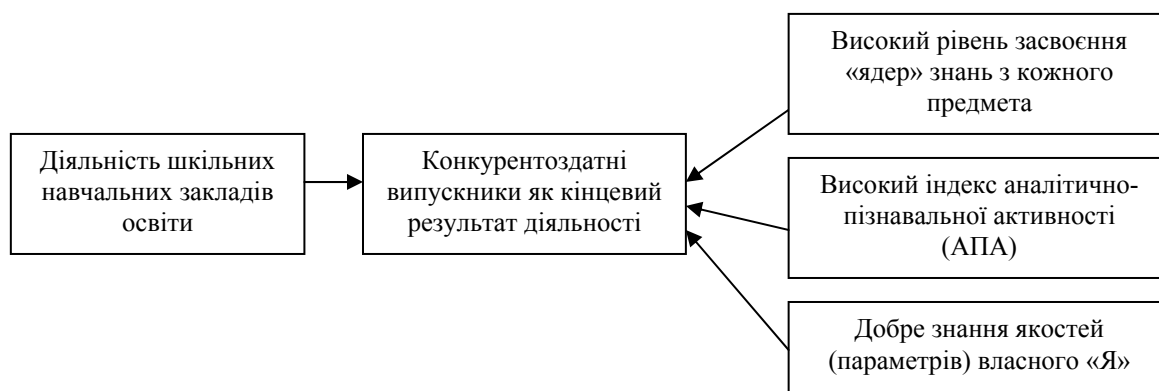 Діяльність шкільних
навчальних закладів
освіти
Конкурентоздатні
випускники як кінцевий
результат діяльності
Високий рівень засвоєння
«ядер» знань з кожного
предмета
Високий індекс аналітично-
пізнавальної активності
(АПА)
Добре знання якостей
(параметрів) власного «Я»